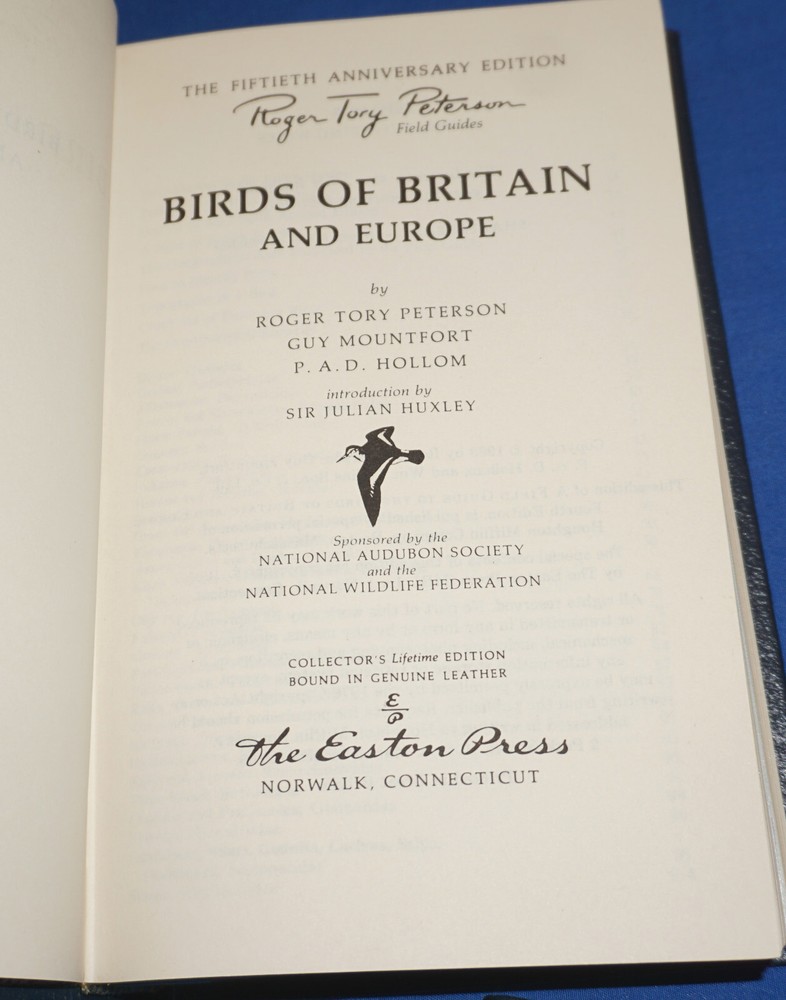 THE FIFTIETH ANNIVERSARY EDITION
Roger Tory Peterson
Field Guides
BIRDS OF BRITAIN
AND EUROPE
by
ROGER TORY PETERSON
GUY MOUNTFORT
P. A. D. HOLLOM
introduction by
SIR JULIAN HUXLEY
Sponsored by the
NATIONAL AUDUBON SOCIETY
and the
NATIONAL WILDLIFE FEDERATION
COLLECTOR'S Lifetime EDITION
BOUND IN GENUINE LEATHER
E
P
The Easton Press
NORWALK, CONNECTICUT